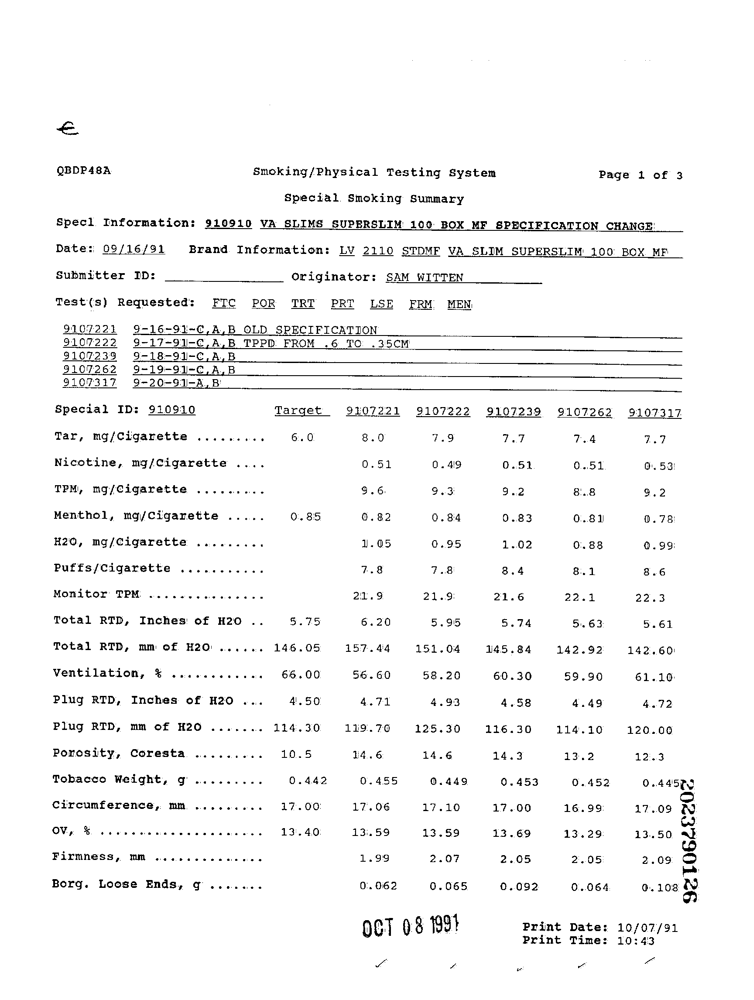 QBDP48A Smoking/Physical Testing System Page 1 of 3
Special Smoking Summary
Specl Information: 910910 VA SLIMS SUPERSLIM 100 BOX MF SPECIFICATION CHANGE
Date: 09/16/91 Brand Information: LV 2110 STDMF VA SLIM SUPERSLIM 100 BOX MF
Submitter ID: ______________ Originator: SAM WITTEN
Test(s) Requested: FTC POR TRT PRT LSE FRM MEN
9107221 9-16-91-C,A,B OLD SPECIFICATION
9107222 9-17-91-C,A,B TPPD FROM .6 TO .35CM
9107239 9-18-91-C,A,B
9107262 9-19-91-C,A,B
9107317 9-20-91-A,B
Special ID: 910910 Target 9107221 9107222 9107239 9107262 9107317
Tar, mg/Cigarette ......... 6.0 8.0 7.9 7.7 7.4 7.7
Nicotine, mg/Cigarette .... 0.51 0.49 0.51 0.51 0.53
TPM, mg/Cigarette ......... 9.6 9.3 9.2 8.8 9.2
Menthol, mg/Cigarette ..... 0.85 0.82 0.84 0.83 0.81 0.78
H2O, mg/Cigarette ......... 1.05 0.95 1.02 0.88 0.99
Puffs/Cigarette ........... 7.8 7.8 8.4 8.1 8.6
Monitor TPM ............... 21.9 21.9 21.6 22.1 22.3
Total RTD, Inches of H2O .. 5.75 6.20 5.95 5.74 5.63 5.61
Total RTD, mm of H2O ...... 146.05 157.44 151.04 145.84 142.92 142.60
Ventilation, % ............ 66.00 56.60 58.20 60.30 59.90 61.10
Plug RTD, Inches of H2O ... 4.50 4.71 4.93 4.58 4.49 4.72
Plug RTD, mm of H2O ....... 114.30 119.70 125.30 116.30 114.10 120.00
Porosity, Coresta ......... 10.5 14.6 14.6 14.3 13.2 12.3
Tobacco Weight, g ......... 0.442 0.455 0.449 0.453 0.452 0.445
Circumference, mm ......... 17.00 17.06 17.10 17.00 16.99 17.09
OV, % ...................... 13.40 13.59 13.59 13.69 13.29 13.50
Firmness, mm .............. 1.99 2.07 2.05 2.05 2.09
Borg. Loose Ends, g ....... 0.062 0.065 0.092 0.064 0.108
2023790126
OCT 08 1991
Print Date: 10/07/91
Print Time: 10:43